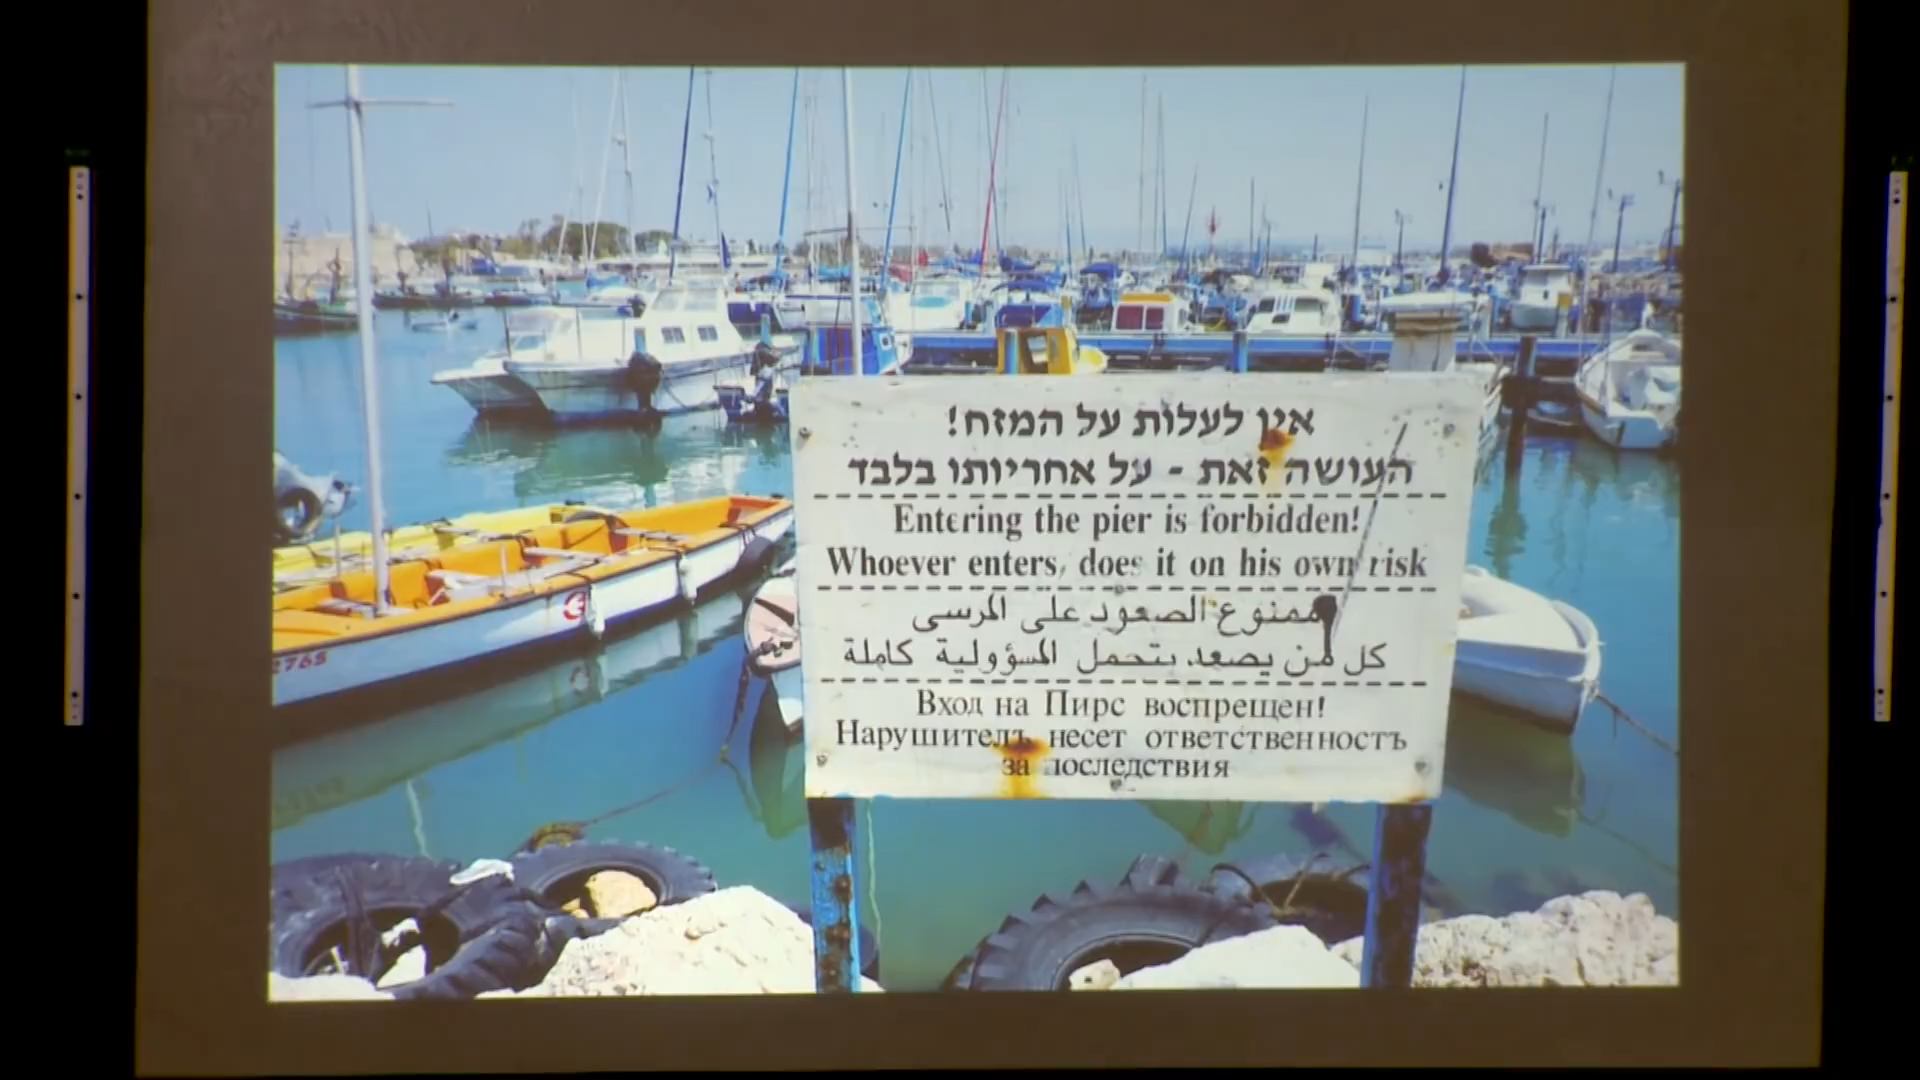 אין לעלות על המזח!
העושה זאת - על אחריותו בלבד
Entering the pier is forbidden!
Whoever enters, does it on his own risk
ممنوع الصعود على المرسى
كل من يصعد يتحمل المسؤولية كاملة
Вход на Пирс воспрещен!
Нарушителъ несет ответственностъ
за последствия
2765